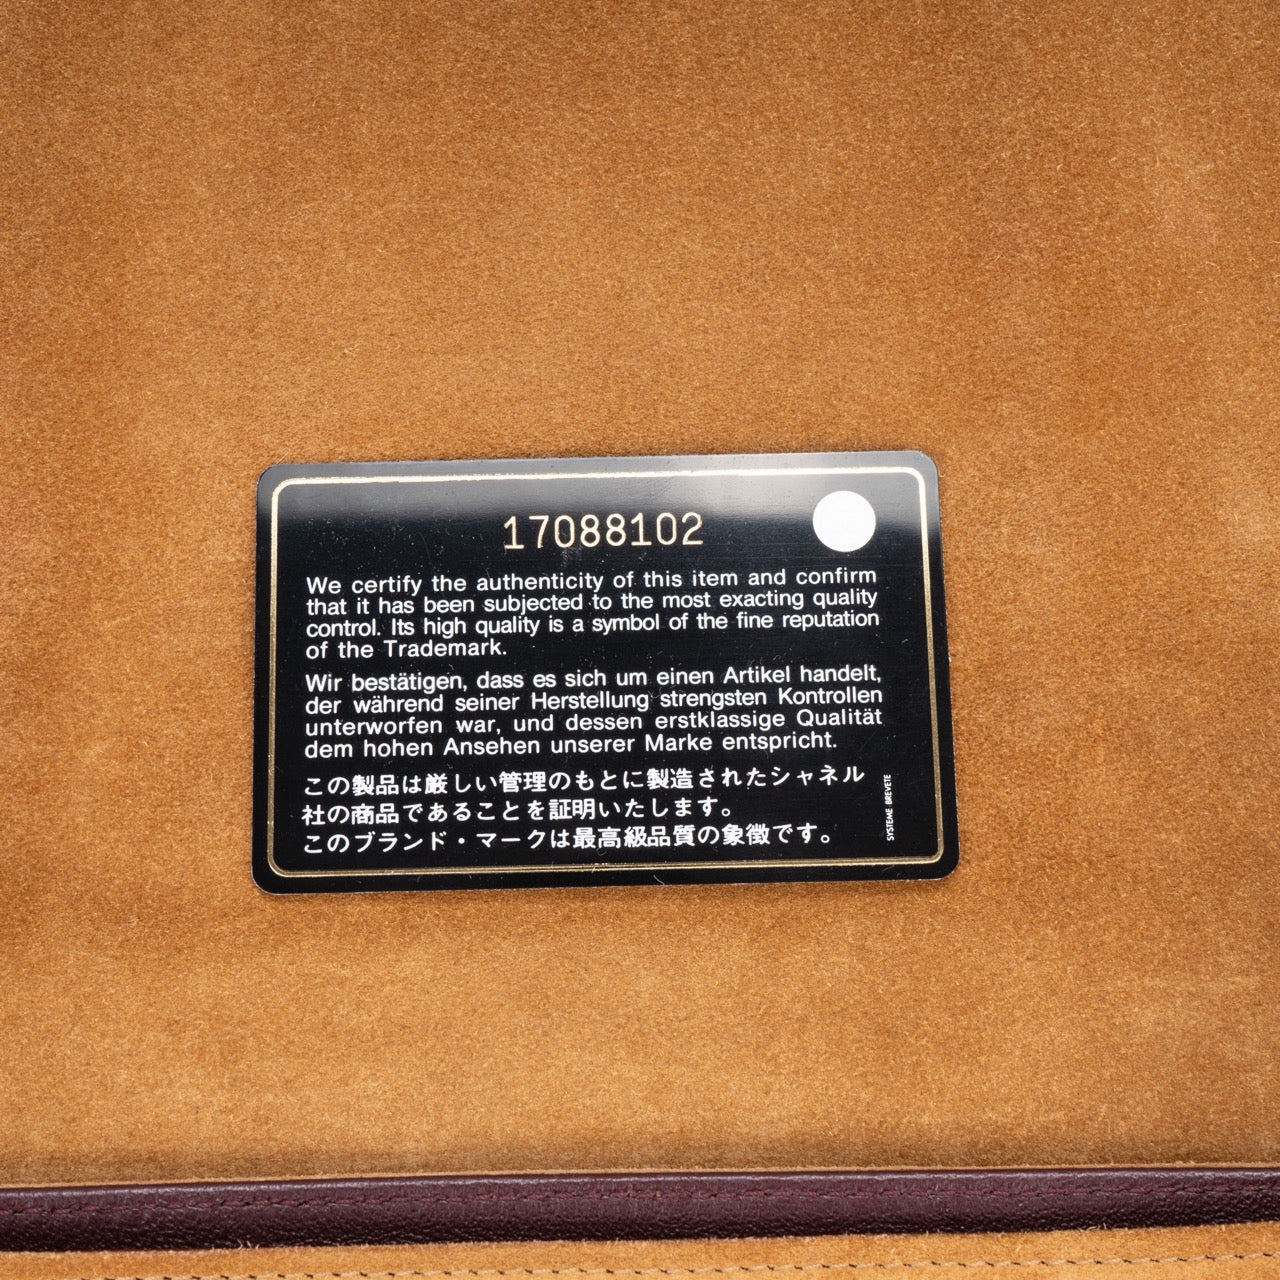 17088102
We certify the authenticity of this item and confirm
that it has been subjected to the most exacting quality
control. Its high quality is a symbol of the fine reputation
of the Trademark.
Wir bestätigen, dass es sich um einen Artikel handelt,
der während seiner Herstellung strengsten Kontrollen
unterworfen war, und dessen erstklassige Qualität
dem hohen Ansehen unserer Marke entspricht.
この製品は厳しい管理のもとに製造されたシャネル
社の商品であることを証明いたします。
このブランド・マークは最高級品質の象徴です。
SYSTEME BREVETE